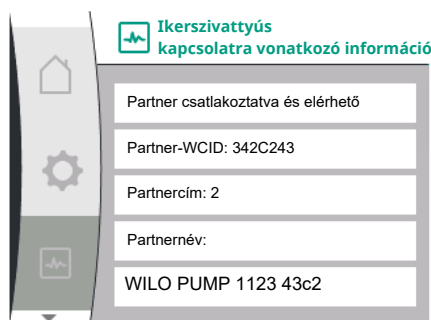 Ikerszivattyús
kapcsolatra vonatkozó információ
Partner csatlakoztatva és elérhető
Partner-WCID: 342C243
Partnercím: 2
Partnernév:
WILO PUMP 1123 43c2